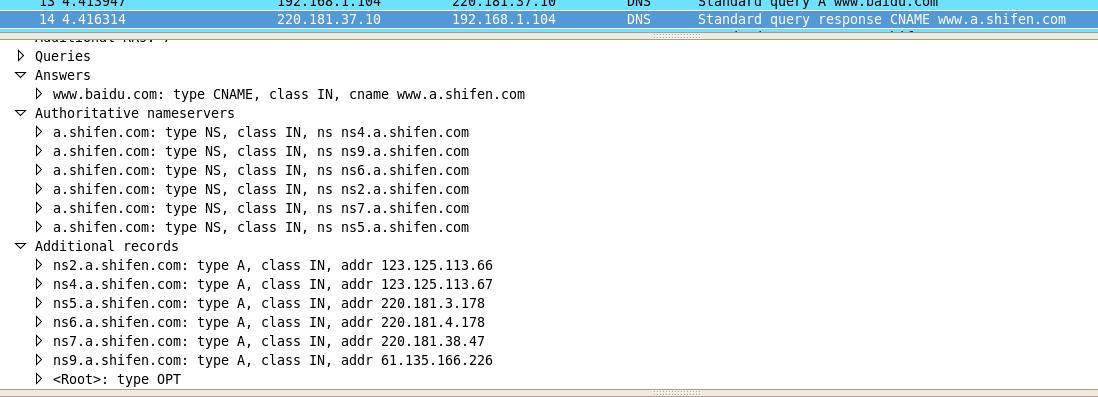 13 4.413947 192.168.1.104 220.181.37.10 DNS Standard query A www.baidu.com
14 4.416314 220.181.37.10 192.168.1.104 DNS Standard query response CNAME www.a.shifen.com
Additional RRs: 7
Queries
Answers
www.baidu.com: type CNAME, class IN, cname www.a.shifen.com
Authoritative nameservers
a.shifen.com: type NS, class IN, ns ns4.a.shifen.com
a.shifen.com: type NS, class IN, ns ns9.a.shifen.com
a.shifen.com: type NS, class IN, ns ns6.a.shifen.com
a.shifen.com: type NS, class IN, ns ns2.a.shifen.com
a.shifen.com: type NS, class IN, ns ns7.a.shifen.com
a.shifen.com: type NS, class IN, ns ns5.a.shifen.com
Additional records
ns2.a.shifen.com: type A, class IN, addr 123.125.113.66
ns4.a.shifen.com: type A, class IN, addr 123.125.113.67
ns5.a.shifen.com: type A, class IN, addr 220.181.3.178
ns6.a.shifen.com: type A, class IN, addr 220.181.4.178
ns7.a.shifen.com: type A, class IN, addr 220.181.38.47
ns9.a.shifen.com: type A, class IN, addr 61.135.166.226
<Root>: type OPT